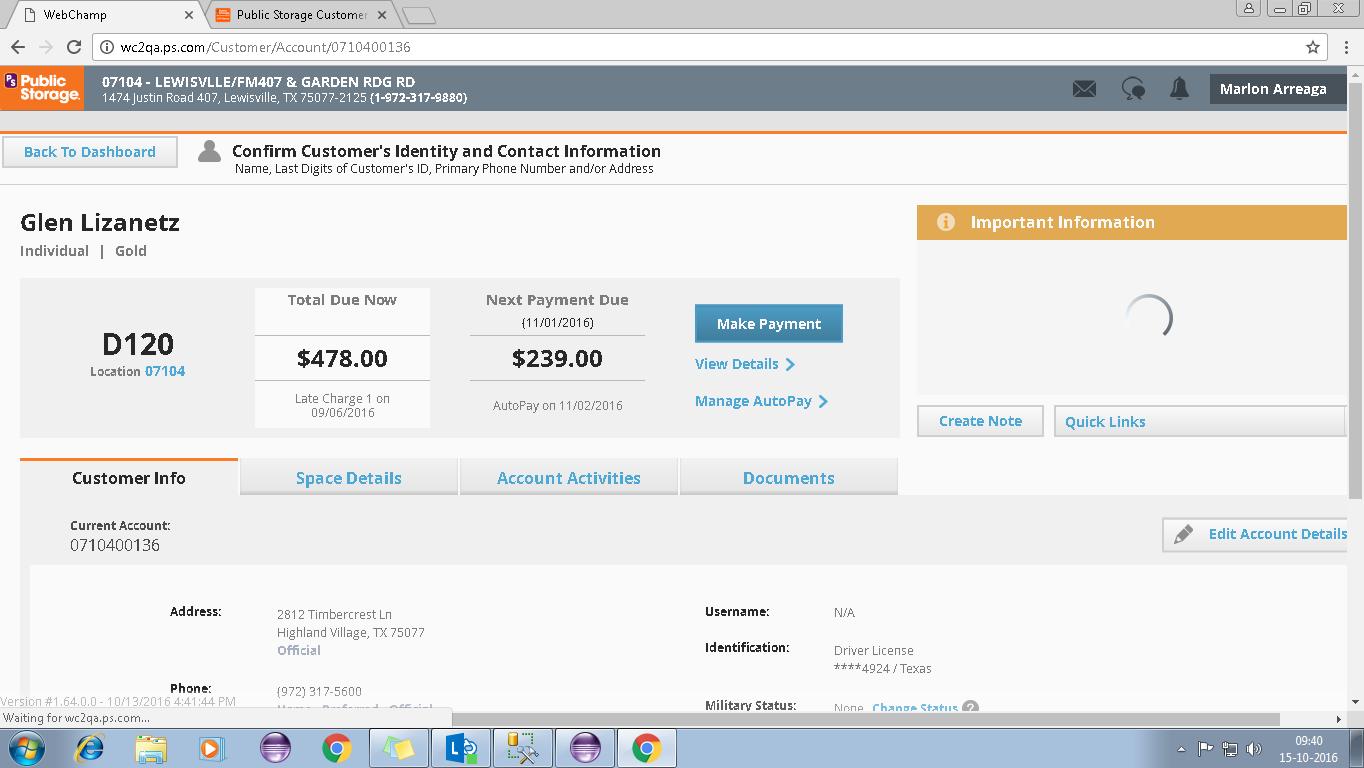 WebChamp
Public Storage Customer
wc2qa.ps.com/Customer/Account/0710400136
Ps Public Storage.
07104 - LEWISVLLE/FM407 & GARDEN RDG RD
1474 Justin Road 407, Lewisville, TX 75077-2125 (1-972-317-9880)
Marlon Arreaga
Back To Dashboard
Confirm Customer's Identity and Contact Information
Name, Last Digits of Customer's ID, Primary Phone Number and/or Address
Glen Lizanetz
Individual | Gold
Important Information
D120
Location 07104
Total Due Now
$478.00
Late Charge 1 on
09/06/2016
Next Payment Due
(11/01/2016)
$239.00
AutoPay on 11/02/2016
Make Payment
View Details
Manage AutoPay
Create Note
Quick Links
Customer Info
Space Details
Account Activities
Documents
Current Account:
0710400136
Edit Account Details
Address:
2812 Timbercrest Ln
Highland Village, TX 75077
Official
Phone:
(972) 317-5600
Home - Preferred - Official
Username:
N/A
Identification:
Driver License
****4924 / Texas
Military Status:
None Change Status ?
Version #1.64.0.0 - 10/13/2016 4:41:44 PM
Waiting for wc2qa.ps.com...
09:40
15-10-2016